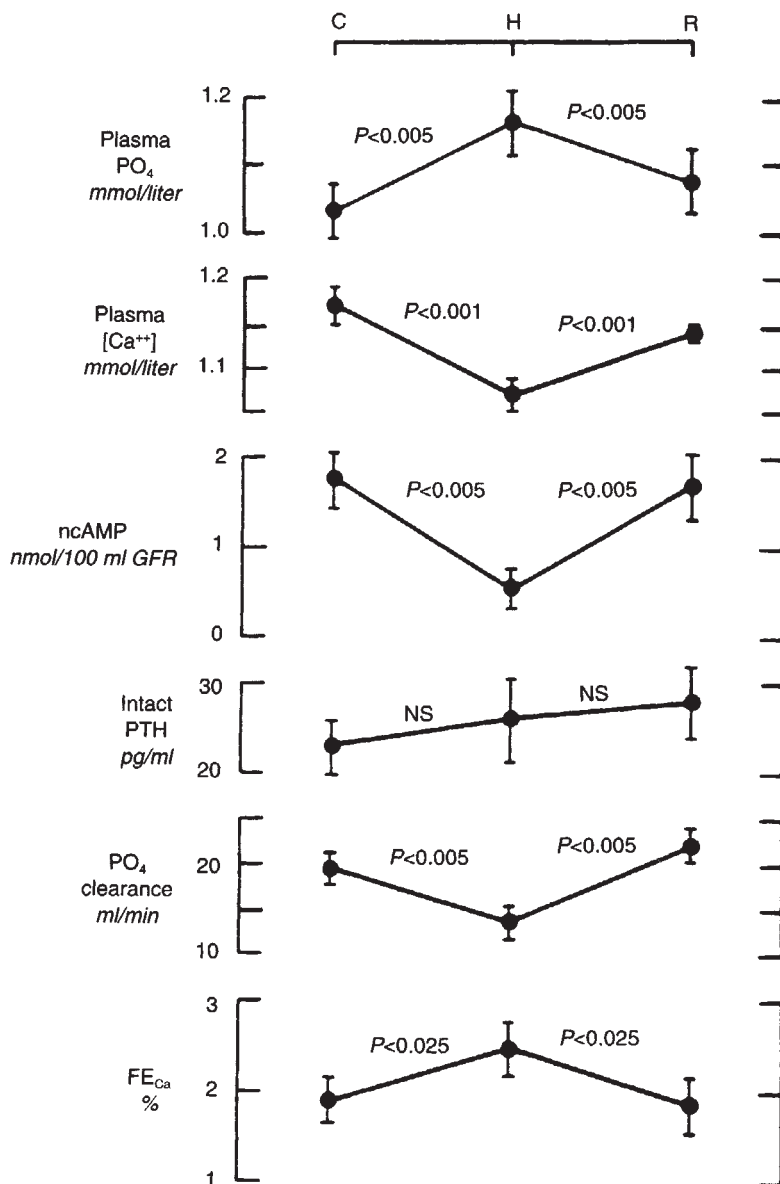 C H R
1.2
Plasma
PO₄
mmol/liter
1.0
P<0.005
P<0.005
1.2
Plasma
[Ca⁺⁺]
mmol/liter
1.1
P<0.001
P<0.001
2
ncAMP
nmol/100 ml GFR
1
0
P<0.005
P<0.005
30
Intact
PTH
pg/ml
20
NS
NS
PO₄
clearance
ml/min
20
10
P<0.005
P<0.005
3
FE_Ca
%
2
1
P<0.025
P<0.025